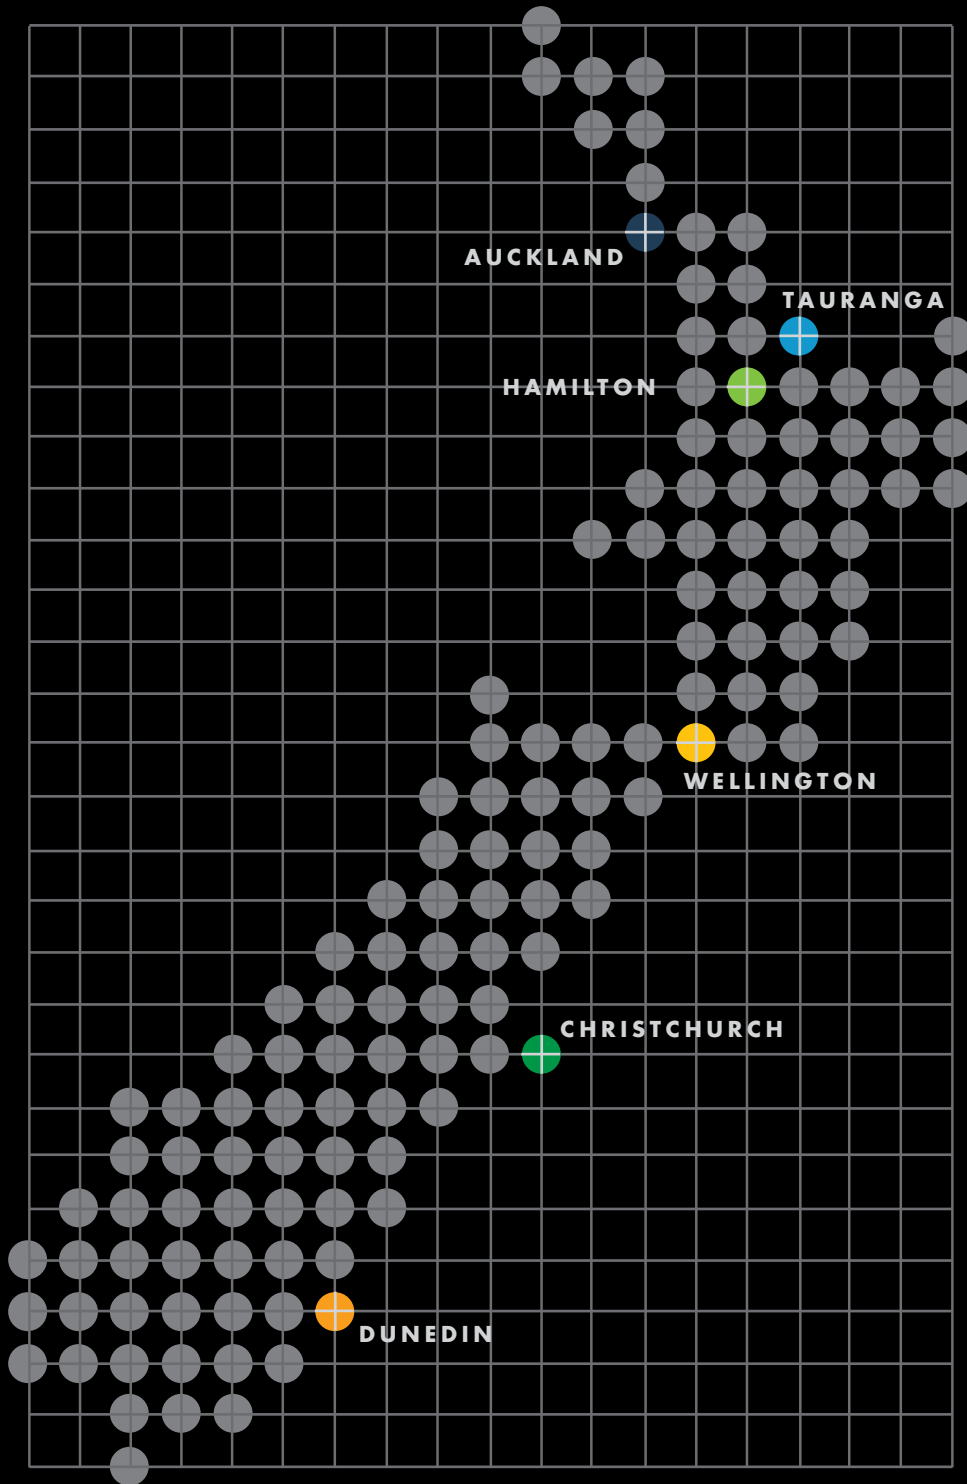 AUCKLAND
TAURANGA
HAMILTON
WELLINGTON
CHRISTCHURCH
DUNEDIN